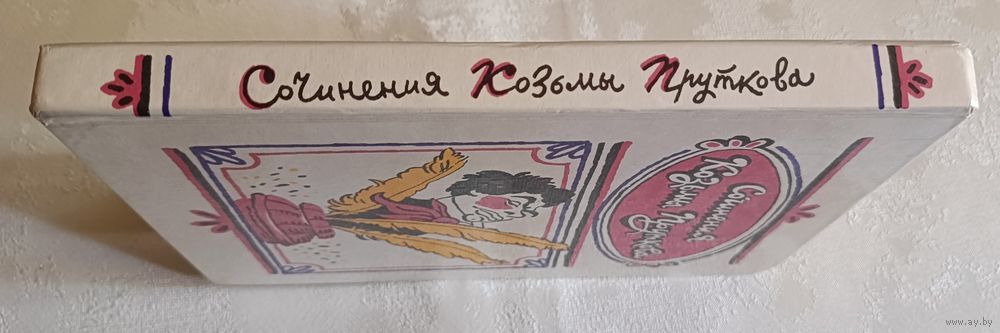 Сочинения Козьмы Пруткова
Сочинения
Козьмы Пруткова
www.ay.by